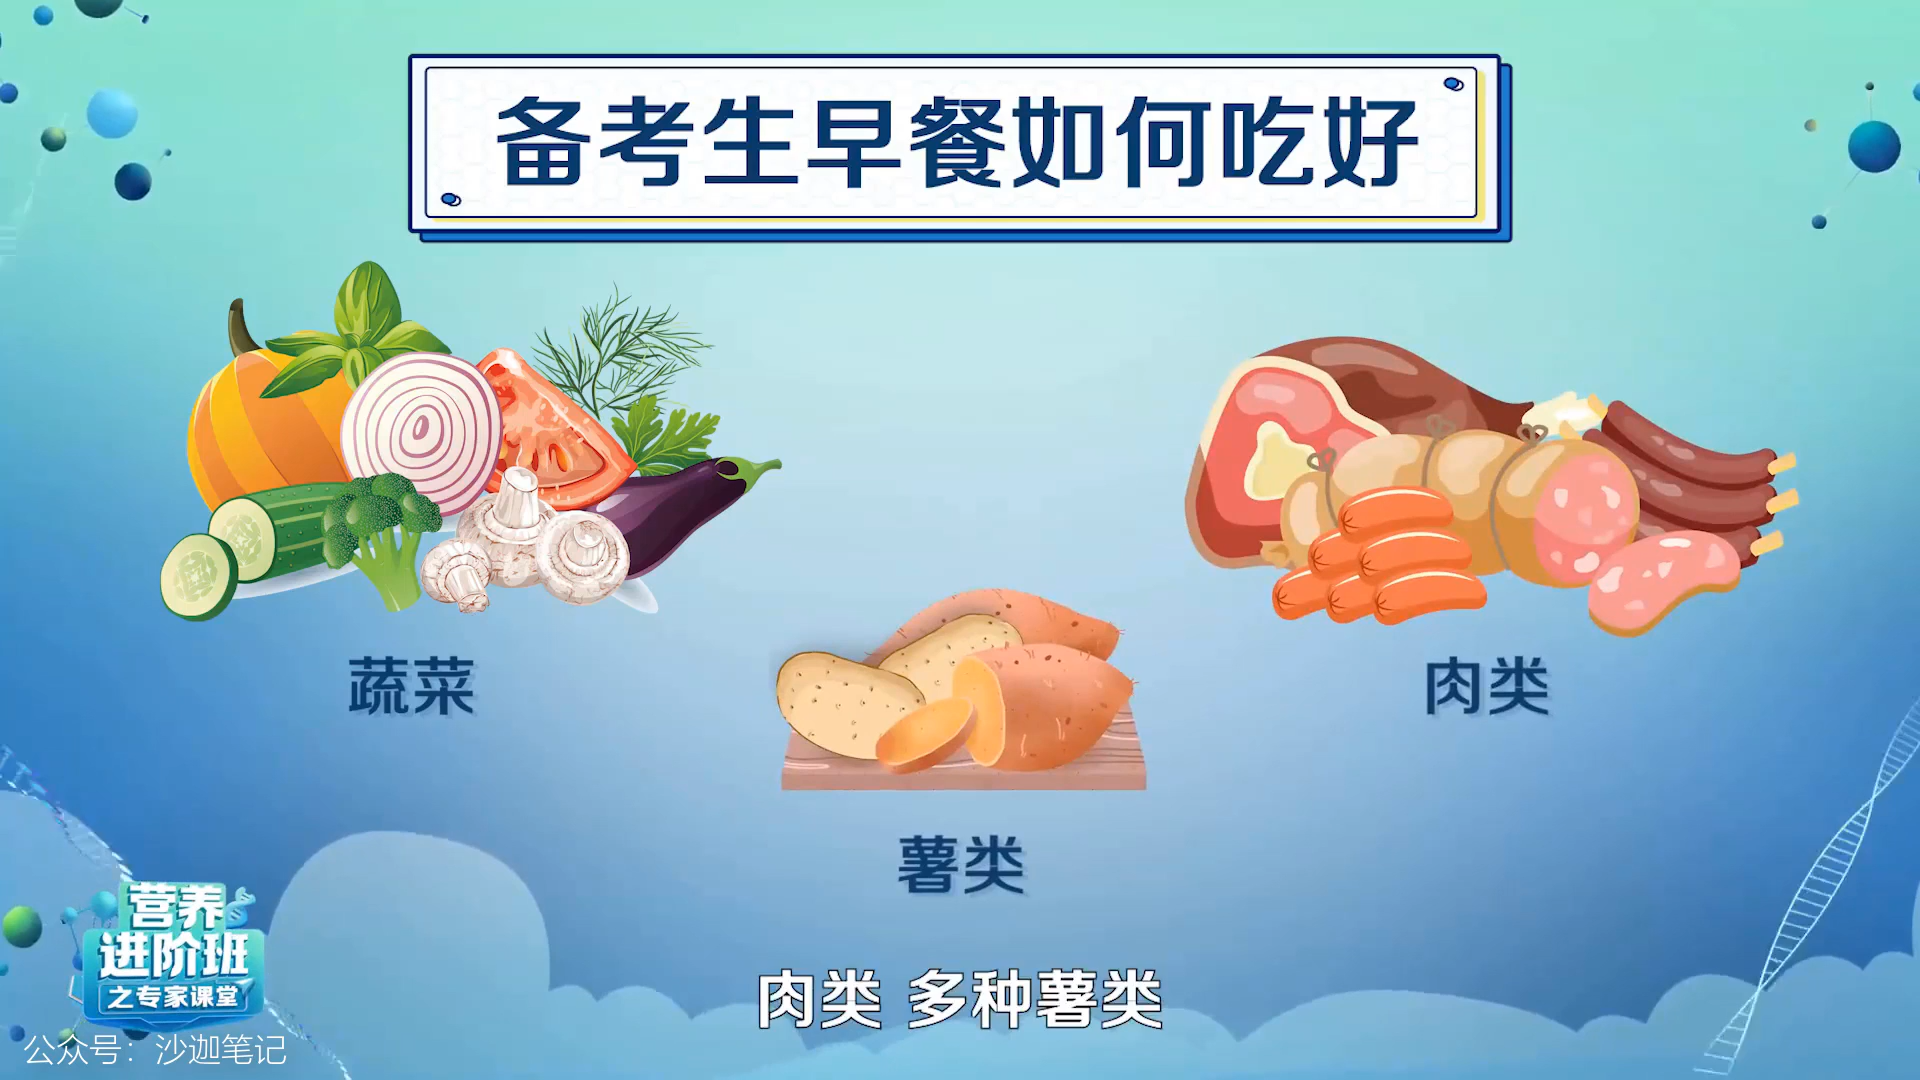 备考生早餐如何吃好
蔬菜
肉类
薯类
营养
进阶班
之专家课堂
肉类 多种薯类
公众号：沙迦笔记